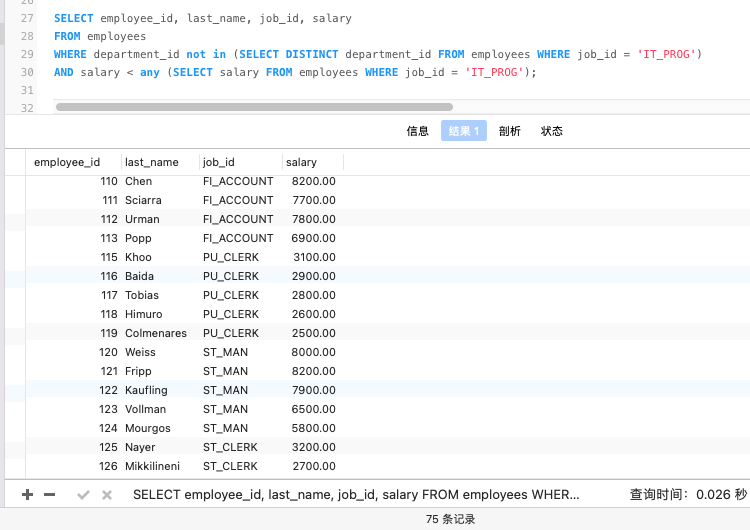 26
27 SELECT employee_id, last_name, job_id, salary
28 FROM employees
29 WHERE department_id not in (SELECT DISTINCT department_id FROM employees WHERE job_id = 'IT_PROG')
30 AND salary < any (SELECT salary FROM employees WHERE job_id = 'IT_PROG');
31
32
信息 结果 1 剖析 状态
employee_id last_name job_id salary
110 Chen FI_ACCOUNT 8200.00
111 Sciarra FI_ACCOUNT 7700.00
112 Urman FI_ACCOUNT 7800.00
113 Popp FI_ACCOUNT 6900.00
115 Khoo PU_CLERK 3100.00
116 Baida PU_CLERK 2900.00
117 Tobias PU_CLERK 2800.00
118 Himuro PU_CLERK 2600.00
119 Colmenares PU_CLERK 2500.00
120 Weiss ST_MAN 8000.00
121 Fripp ST_MAN 8200.00
122 Kaufling ST_MAN 7900.00
123 Vollman ST_MAN 6500.00
124 Mourgos ST_MAN 5800.00
125 Nayer ST_CLERK 3200.00
126 Mikkilineni ST_CLERK 2700.00
SELECT employee_id, last_name, job_id, salary FROM employees WHER... 查询时间: 0.026 秒
75 条记录